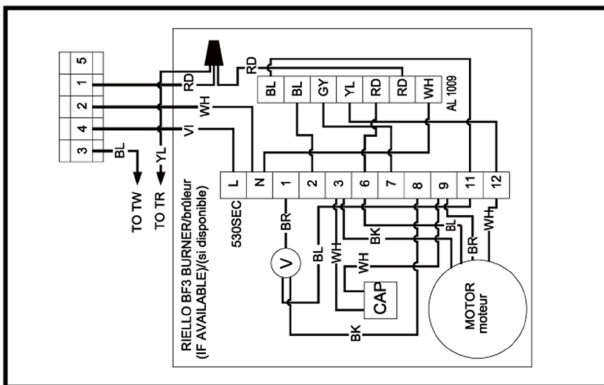 5
1
2
4
3
RD
WH
VI
BL
YL
TO TW
TO TR
RD
BL
BL
GY
YL
RD
RD
WH
AL 1009
530SEC
L
N
1
2
3
6
7
8
9
11
12
RIELLO BF3 BURNER/brûleur
(IF AVAILABLE)/(si disponible)
BR
V
BL
WH
WH
CAP
BK
BK
BL
BR
WH
MOTOR
moteur